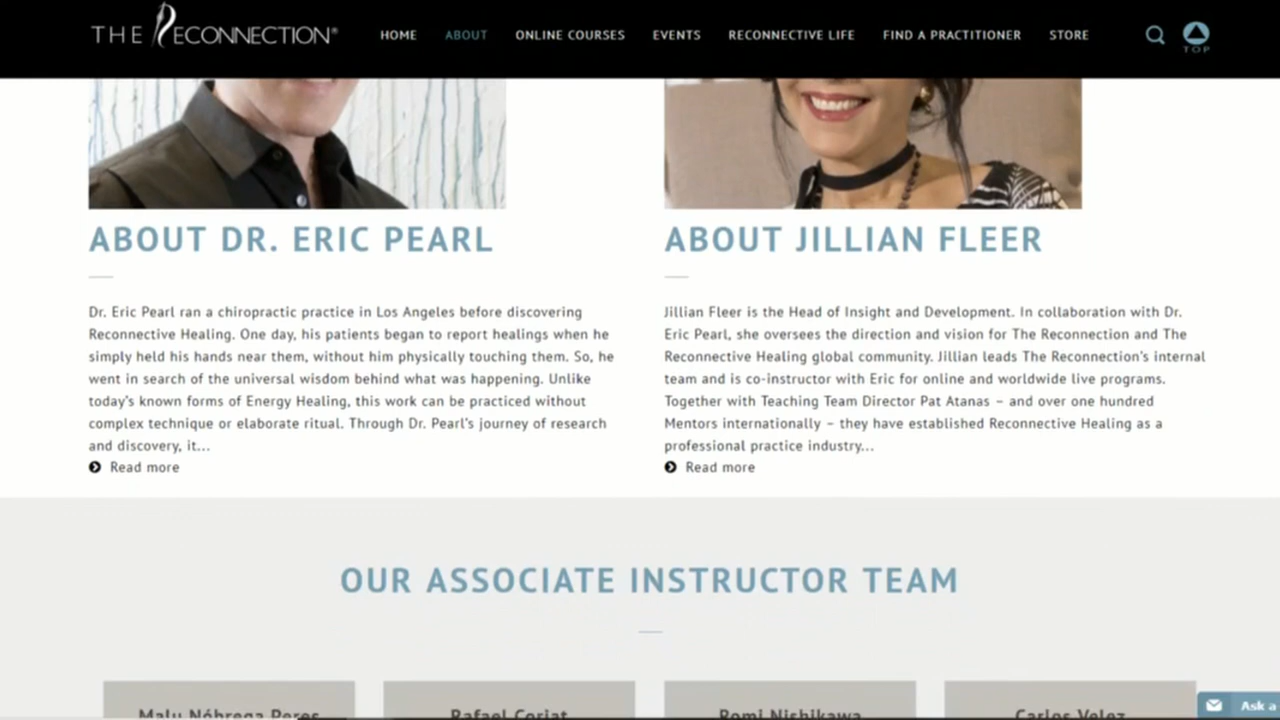 THE RECONNECTION®
HOME ABOUT ONLINE COURSES EVENTS RECONNECTIVE LIFE FIND A PRACTITIONER STORE
TOP
ABOUT DR. ERIC PEARL
Dr. Eric Pearl ran a chiropractic practice in Los Angeles before discovering
Reconnective Healing. One day, his patients began to report healings when he
simply held his hands near them, without him physically touching them. So, he
went in search of the universal wisdom behind what was happening. Unlike
today's known forms of Energy Healing, this work can be practiced without
complex technique or elaborate ritual. Through Dr. Pearl's journey of research
and discovery, it...
Read more
ABOUT JILLIAN FLEER
Jillian Fleer is the Head of Insight and Development. In collaboration with Dr.
Eric Pearl, she oversees the direction and vision for The Reconnection and The
Reconnective Healing global community. Jillian leads The Reconnection's internal
team and is co-instructor with Eric for online and worldwide live programs.
Together with Teaching Team Director Pat Atanas – and over one hundred
Mentors internationally – they have established Reconnective Healing as a
professional practice industry...
Read more
OUR ASSOCIATE INSTRUCTOR TEAM
Malu Nóbrega Peres
Rafael Coriat
Romi Nishikawa
Carlos Velez
Ask a